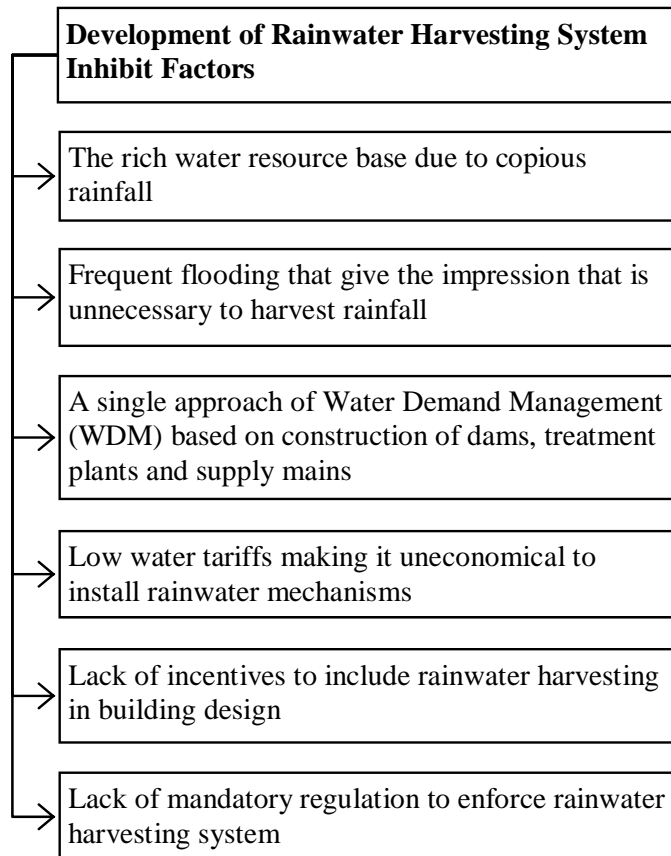 Development of Rainwater Harvesting System
Inhibit Factors
The rich water resource base due to copious
rainfall
Frequent flooding that give the impression that is
unnecessary to harvest rainfall
A single approach of Water Demand Management
(WDM) based on construction of dams, treatment
plants and supply mains
Low water tariffs making it uneconomical to
install rainwater mechanisms
Lack of incentives to include rainwater harvesting
in building design
Lack of mandatory regulation to enforce rainwater
harvesting system